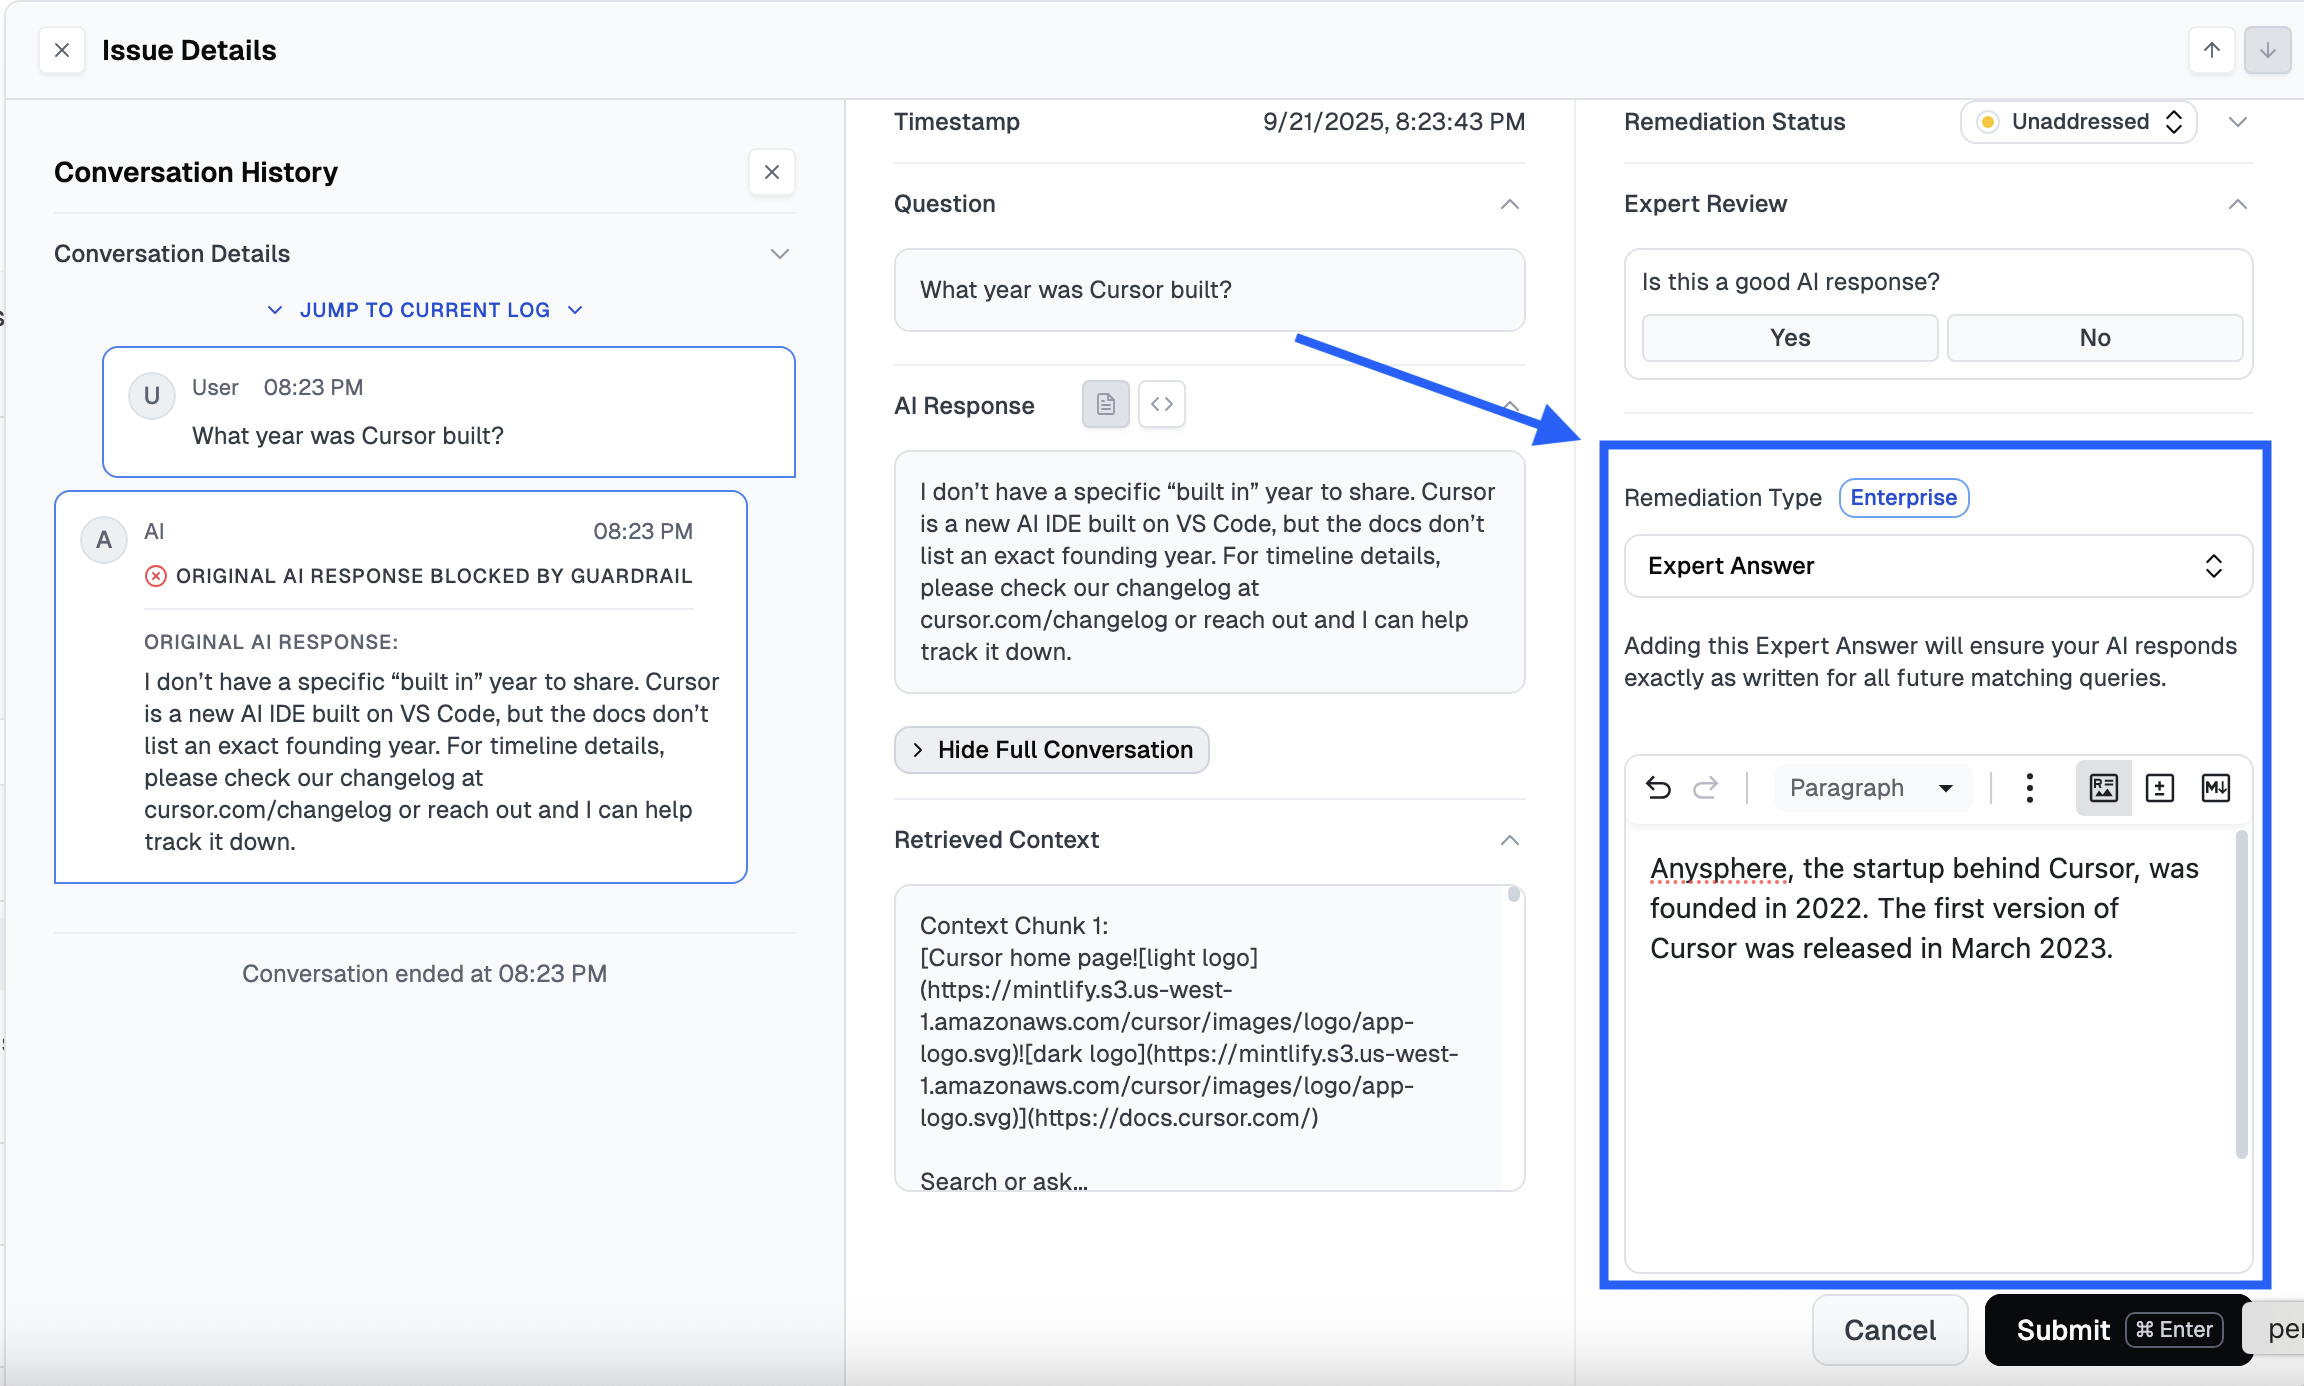 Issue Details
Conversation History
Conversation Details
JUMP TO CURRENT LOG
U
User 08:23 PM
What year was Cursor built?
A
AI 08:23 PM
ORIGINAL AI RESPONSE BLOCKED BY GUARDRAIL
ORIGINAL AI RESPONSE:
I don’t have a specific “built in” year to share. Cursor
is a new AI IDE built on VS Code, but the docs don’t
list an exact founding year. For timeline details,
please check our changelog at
cursor.com/changelog or reach out and I can help
track it down.
Conversation ended at 08:23 PM
Timestamp 9/21/2025, 8:23:43 PM
Question
What year was Cursor built?
AI Response
I don’t have a specific “built in” year to share. Cursor
is a new AI IDE built on VS Code, but the docs don’t
list an exact founding year. For timeline details,
please check our changelog at
cursor.com/changelog or reach out and I can help
track it down.
Hide Full Conversation
Retrieved Context
Context Chunk 1:
[Cursor home page![light logo]
(https://mintlify.s3.us-west-
1.amazonaws.com/cursor/images/logo/app-
logo.svg)![dark logo](https://mintlify.s3.us-west-
1.amazonaws.com/cursor/images/logo/app-
logo.svg)](https://docs.cursor.com/)
Search or ask...
Remediation Status Unaddressed
Expert Review
Is this a good AI response?
Yes No
Remediation Type Enterprise
Expert Answer
Adding this Expert Answer will ensure your AI responds
exactly as written for all future matching queries.
Paragraph
Anysphere, the startup behind Cursor, was
founded in 2022. The first version of
Cursor was released in March 2023.
Cancel Submit ⌘ Enter